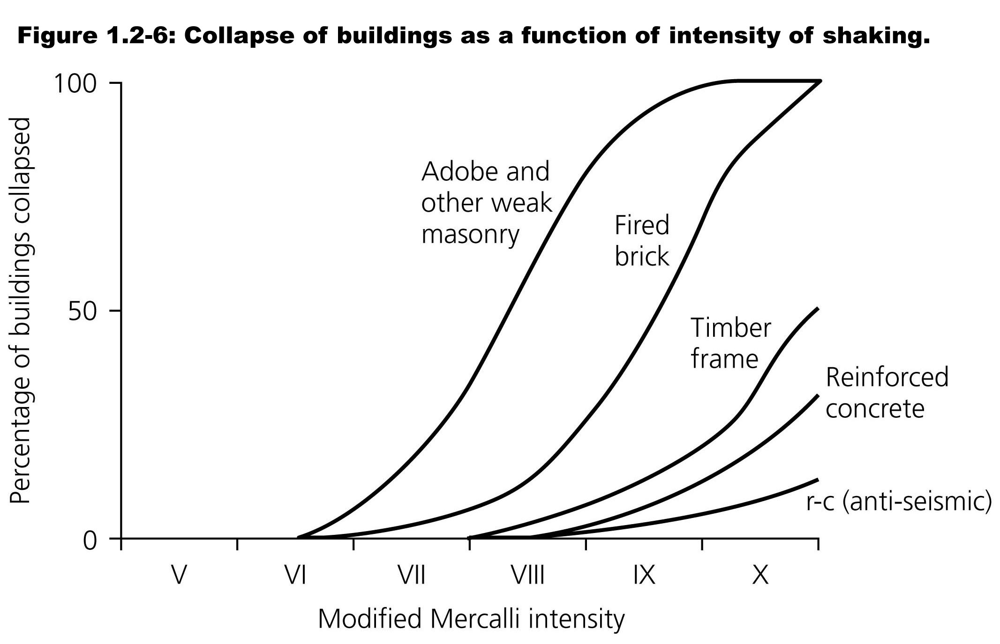 Figure 1.2-6: Collapse of buildings as a function of intensity of shaking.
100
50
0
Percentage of buildings collapsed
Adobe and
other weak
masonry
Fired
brick
Timber
frame
Reinforced
concrete
r-c (anti-seismic)
V VI VII VIII IX X
Modified Mercalli intensity